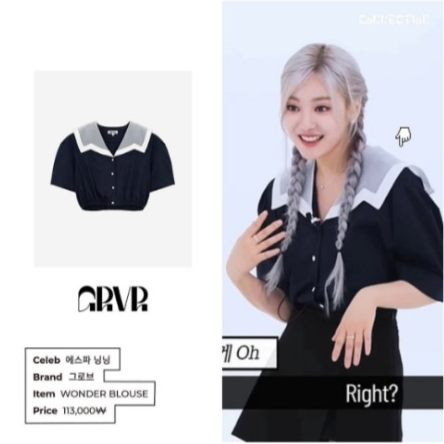 CoNNECTioN
GRVR
Celeb 에스파 닝닝
Brand 그로브
Item WONDER BLOUSE
Price 113,000₩
게 Oh
Right?